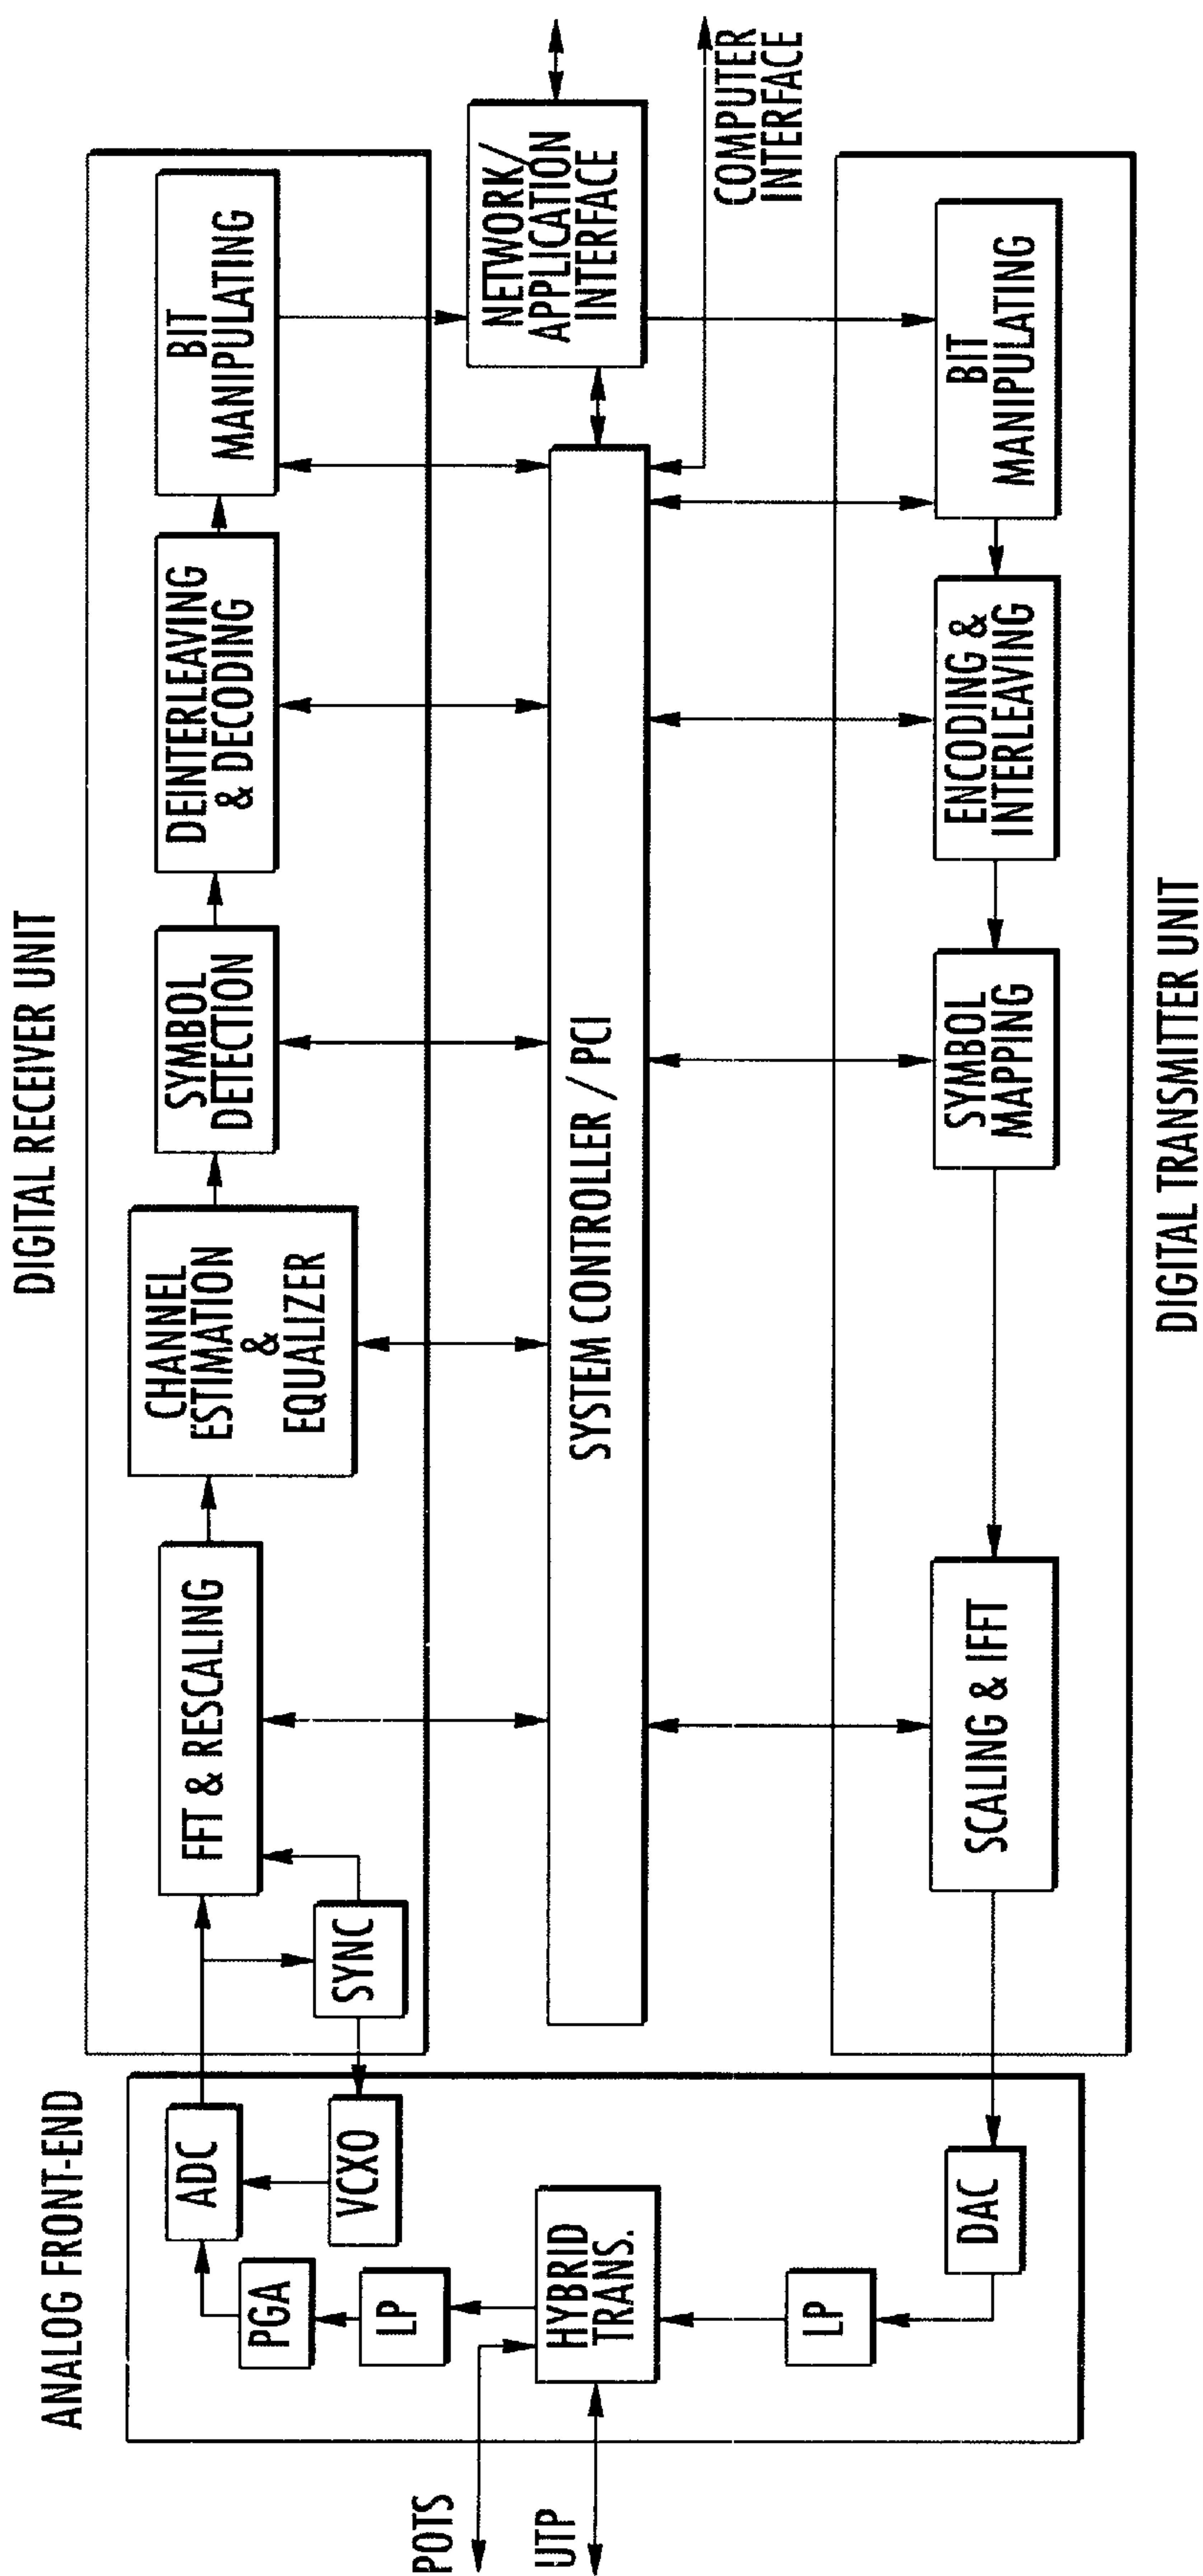 DIGITAL RECEIVER UNIT
ANALOG FRONT-END
ADC
VCXO
PGA
LP
HYBRID
TRANS.
LP
DAC
POTS
UTP
FFT & RESCALING
SYNC
CHANNEL
ESTIMATION
&
EQUALIZER
SYMBOL
DETECTION
DEINTERLEAVING
& DECODING
BIT
MANIPULATING
SYSTEM CONTROLLER / PCI
NETWORK/
APPLICATION
INTERFACE
COMPUTER
INTERFACE
SCALING & IFFT
SYMBOL
MAPPING
ENCODING &
INTERLEAVING
BIT
MANIPULATING
DIGITAL TRANSMITTER UNIT